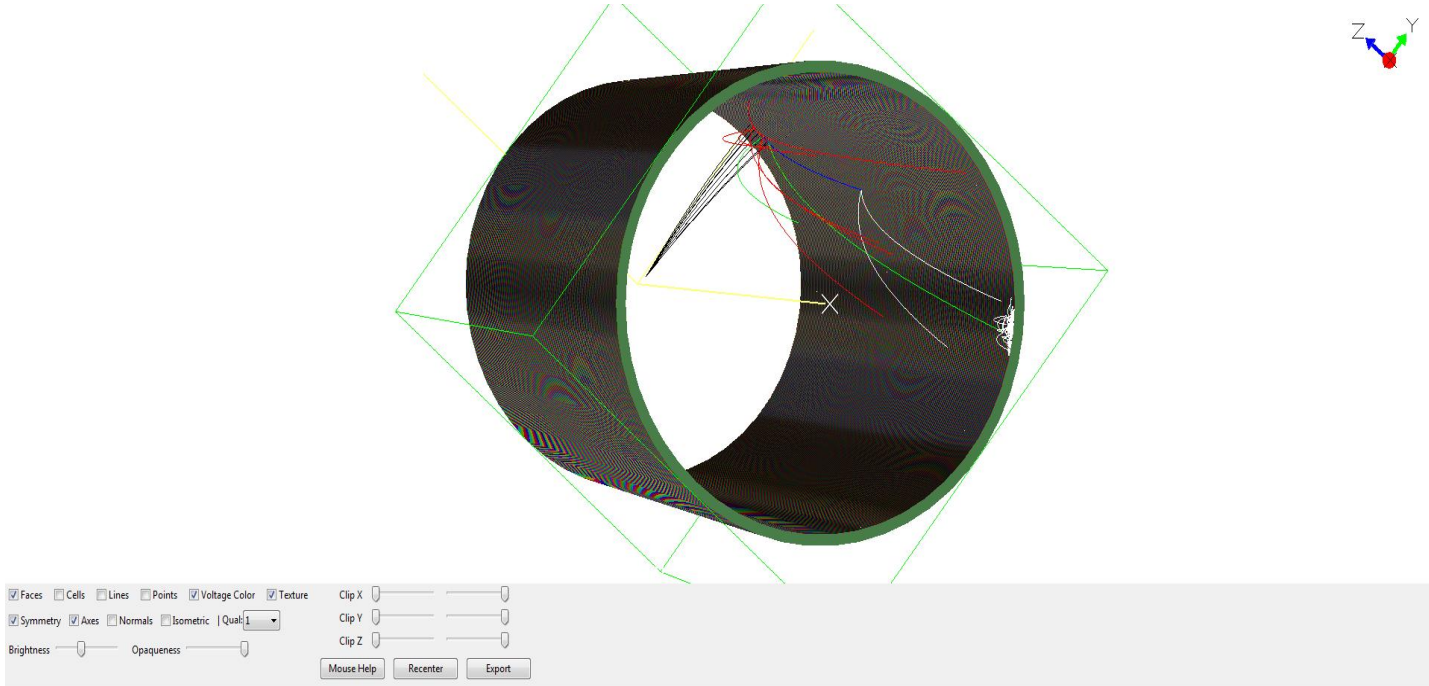 Z Y
X
X
Faces Cells Lines Points Voltage Color Texture Clip X
Symmetry Axes Normals Isometric | Qual: 1 Clip Y
Clip Z
Brightness Opaqueness
Mouse Help Recenter Export